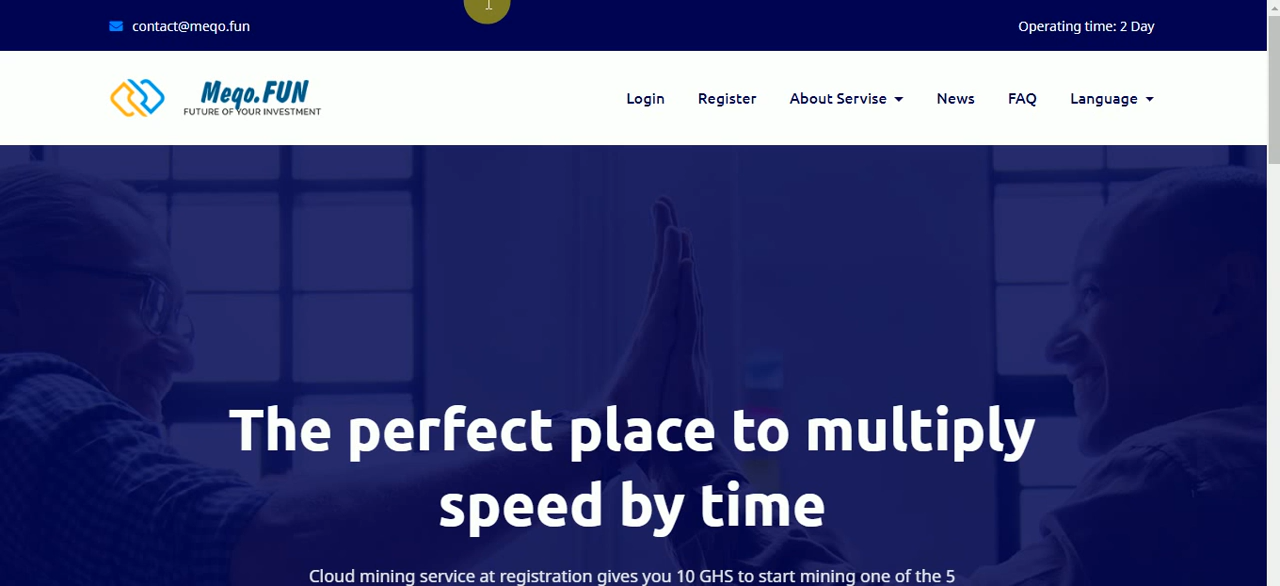 contact@meqo.fun
Operating time: 2 Day
Meqo.FUN
FUTURE OF YOUR INVESTMENT
Login
Register
About Servise
News
FAQ
Language
The perfect place to multiply
speed by time
Cloud mining service at registration gives you 10 GHS to start mining one of the 5